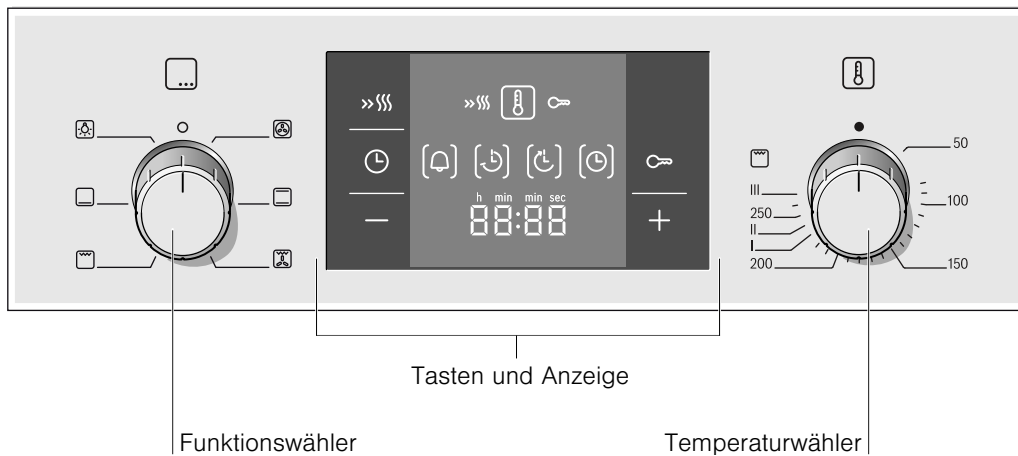 h min min sec
88:88
50
100
150
III
250
II
I
200
Tasten und Anzeige
Funktionswähler
Temperaturwähler